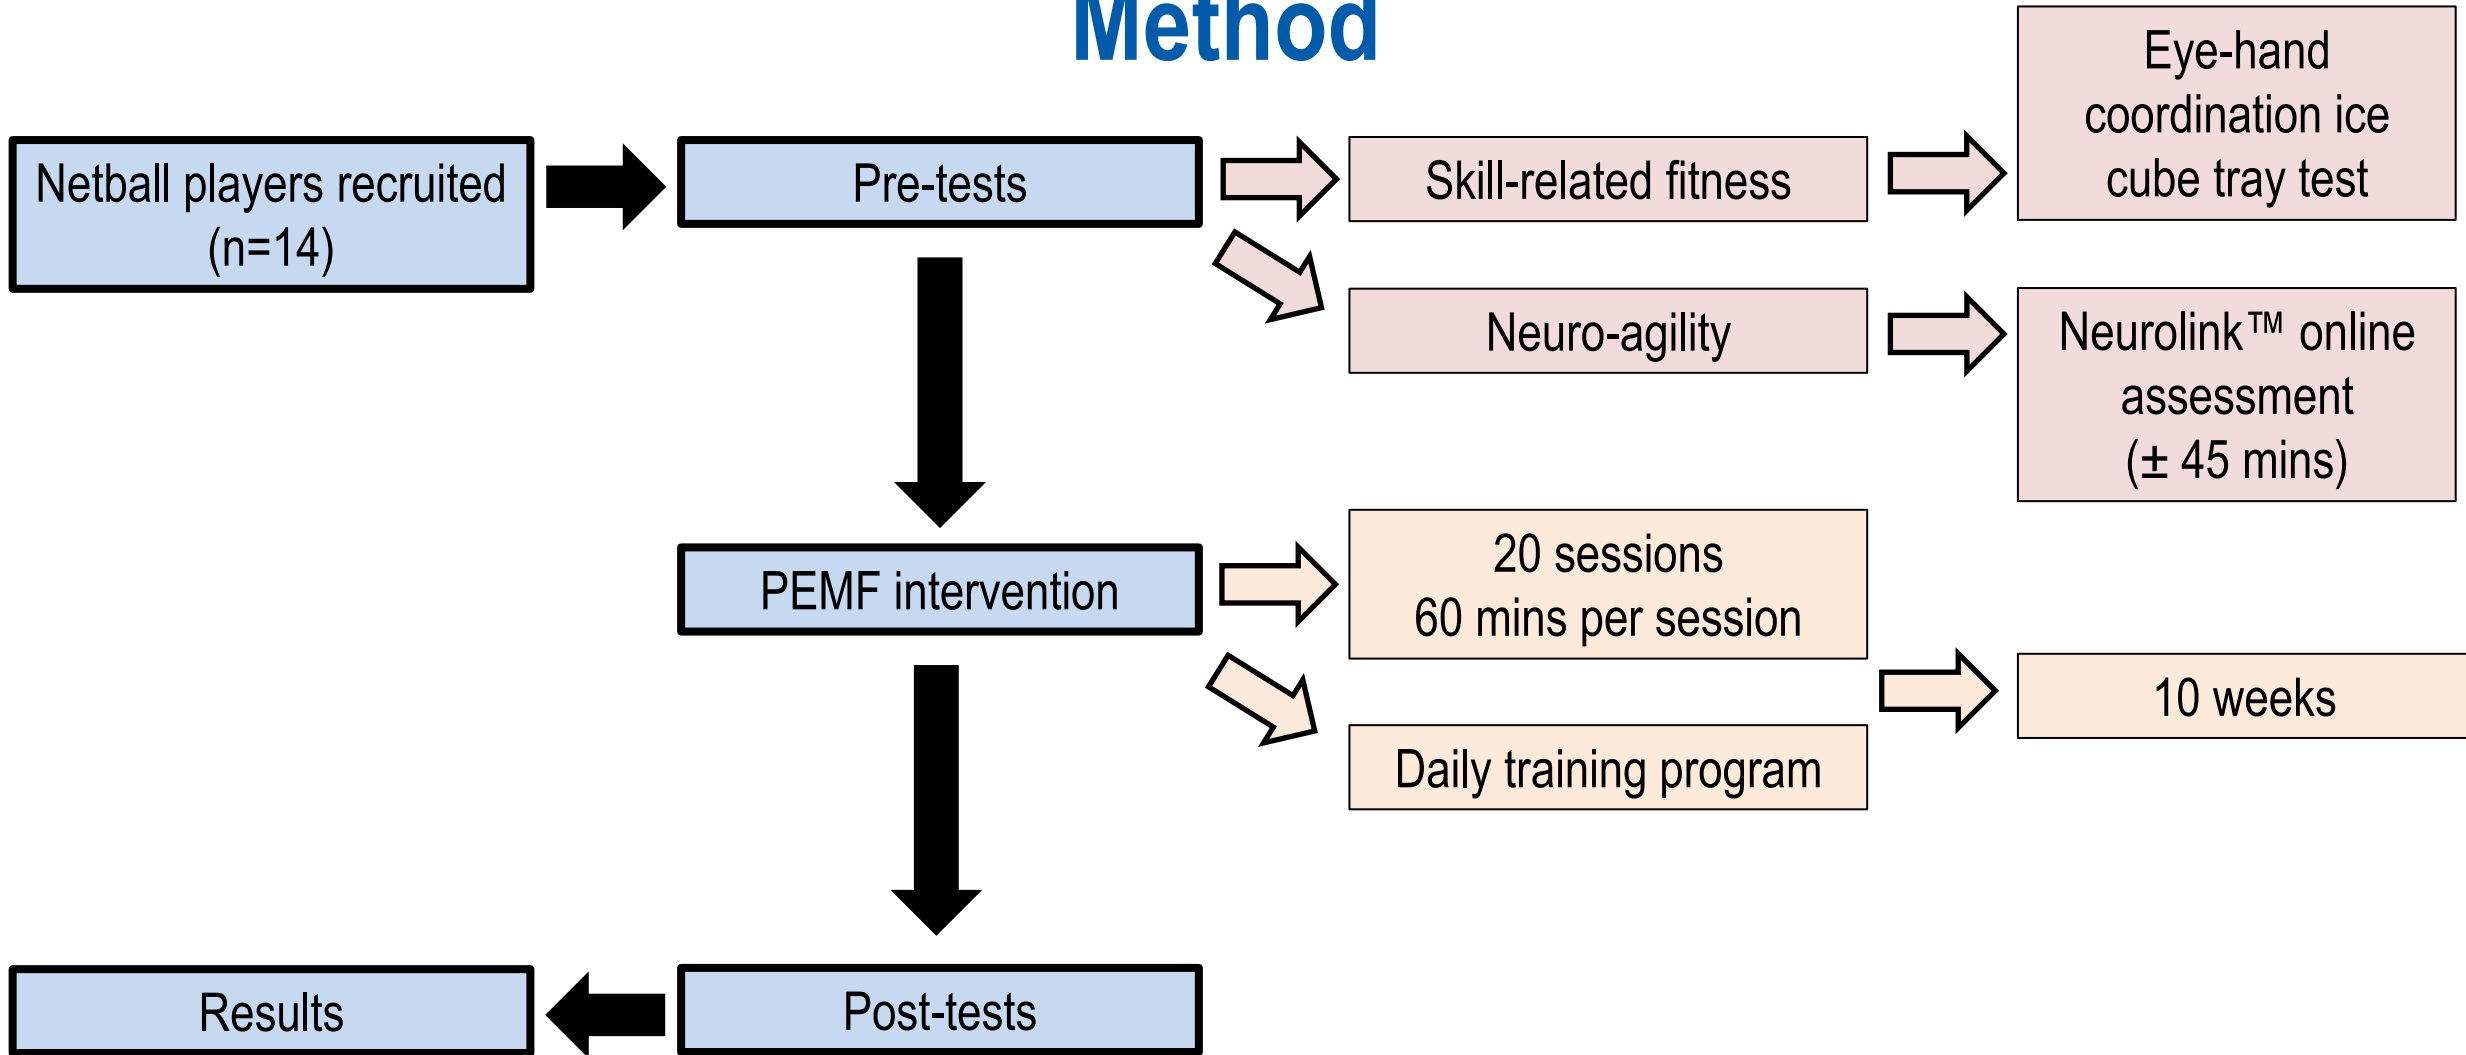 Method
Netball players recruited
(n=14)
Pre-tests
Skill-related fitness
Eye-hand
coordination ice
cube tray test
Neuro-agility
Neurolink™ online
assessment
(± 45 mins)
PEMF intervention
20 sessions
60 mins per session
Daily training program
10 weeks
Post-tests
Results